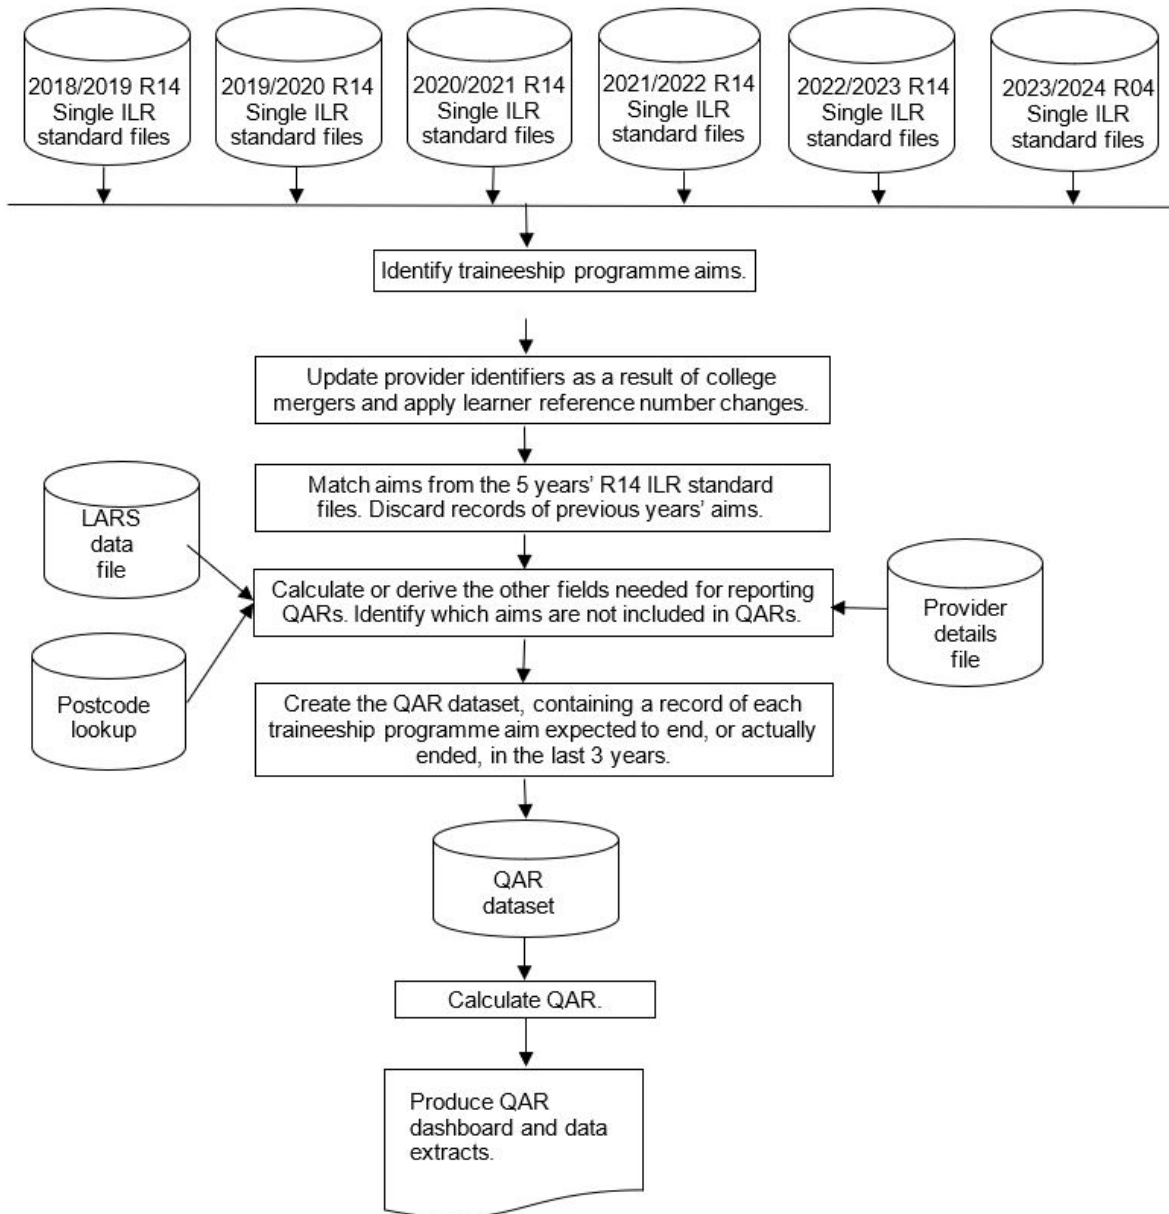 2018/2019 R14
Single ILR
standard files
2019/2020 R14
Single ILR
standard files
2020/2021 R14
Single ILR
standard files
2021/2022 R14
Single ILR
standard files
2022/2023 R14
Single ILR
standard files
2023/2024 R04
Single ILR
standard files
Identify traineeship programme aims.
Update provider identifiers as a result of college
mergers and apply learner reference number changes.
Match aims from the 5 years’ R14 ILR standard
files. Discard records of previous years’ aims.
LARS
data
file
Calculate or derive the other fields needed for reporting
QARs. Identify which aims are not included in QARs.
Provider
details
file
Postcode
lookup
Create the QAR dataset, containing a record of each
traineeship programme aim expected to end, or actually
ended, in the last 3 years.
QAR
dataset
Calculate QAR.
Produce QAR
dashboard and data
extracts.